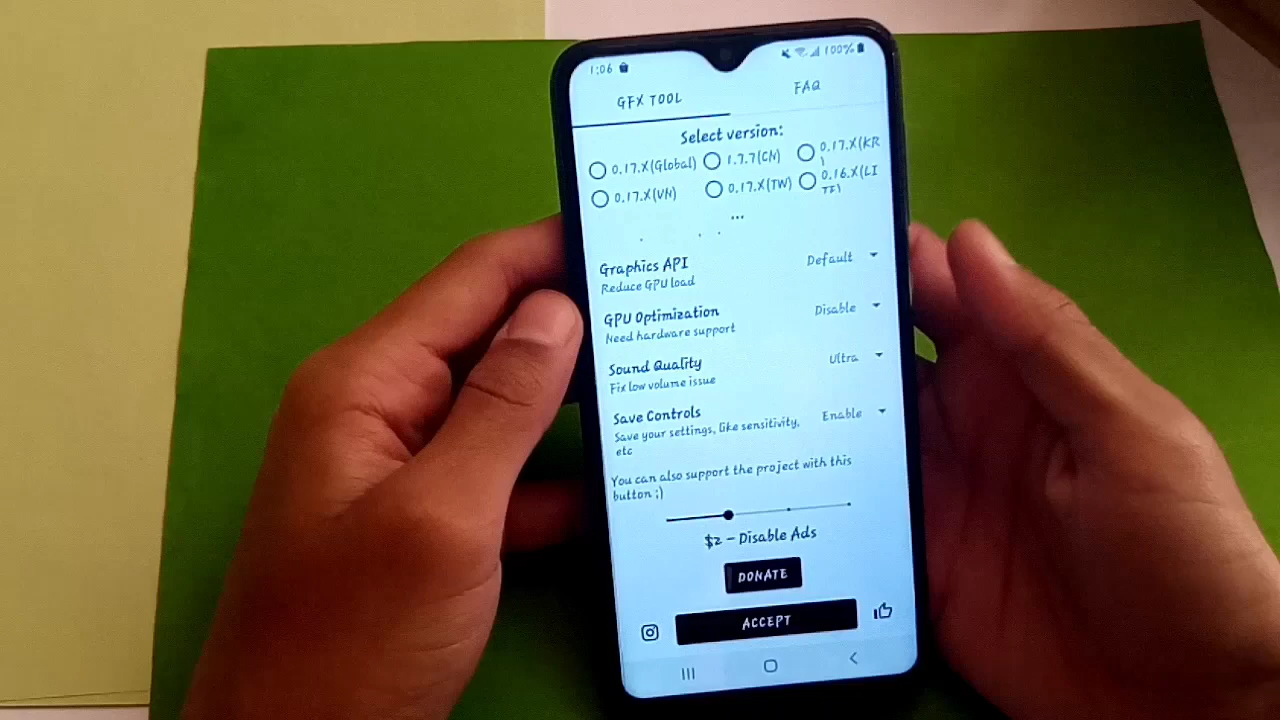 1:06 100%
GFX TOOL FAQ
Select version:
0.17.X(Global) 1.7.7(CN) 0.17.X(KR
)
0.17.X(VN) 0.17.X(TW) 0.16.X(LI
TE)
...
Graphics API Default
Reduce GPU load
GPU Optimization Disable
Need hardware support
Sound Quality Ultra
Fix low volume issue
Save Controls Enable
Save your settings, like sensitivity,
etc
You can also support the project with this
button ;)
$2 - Disable Ads
DONATE
ACCEPT